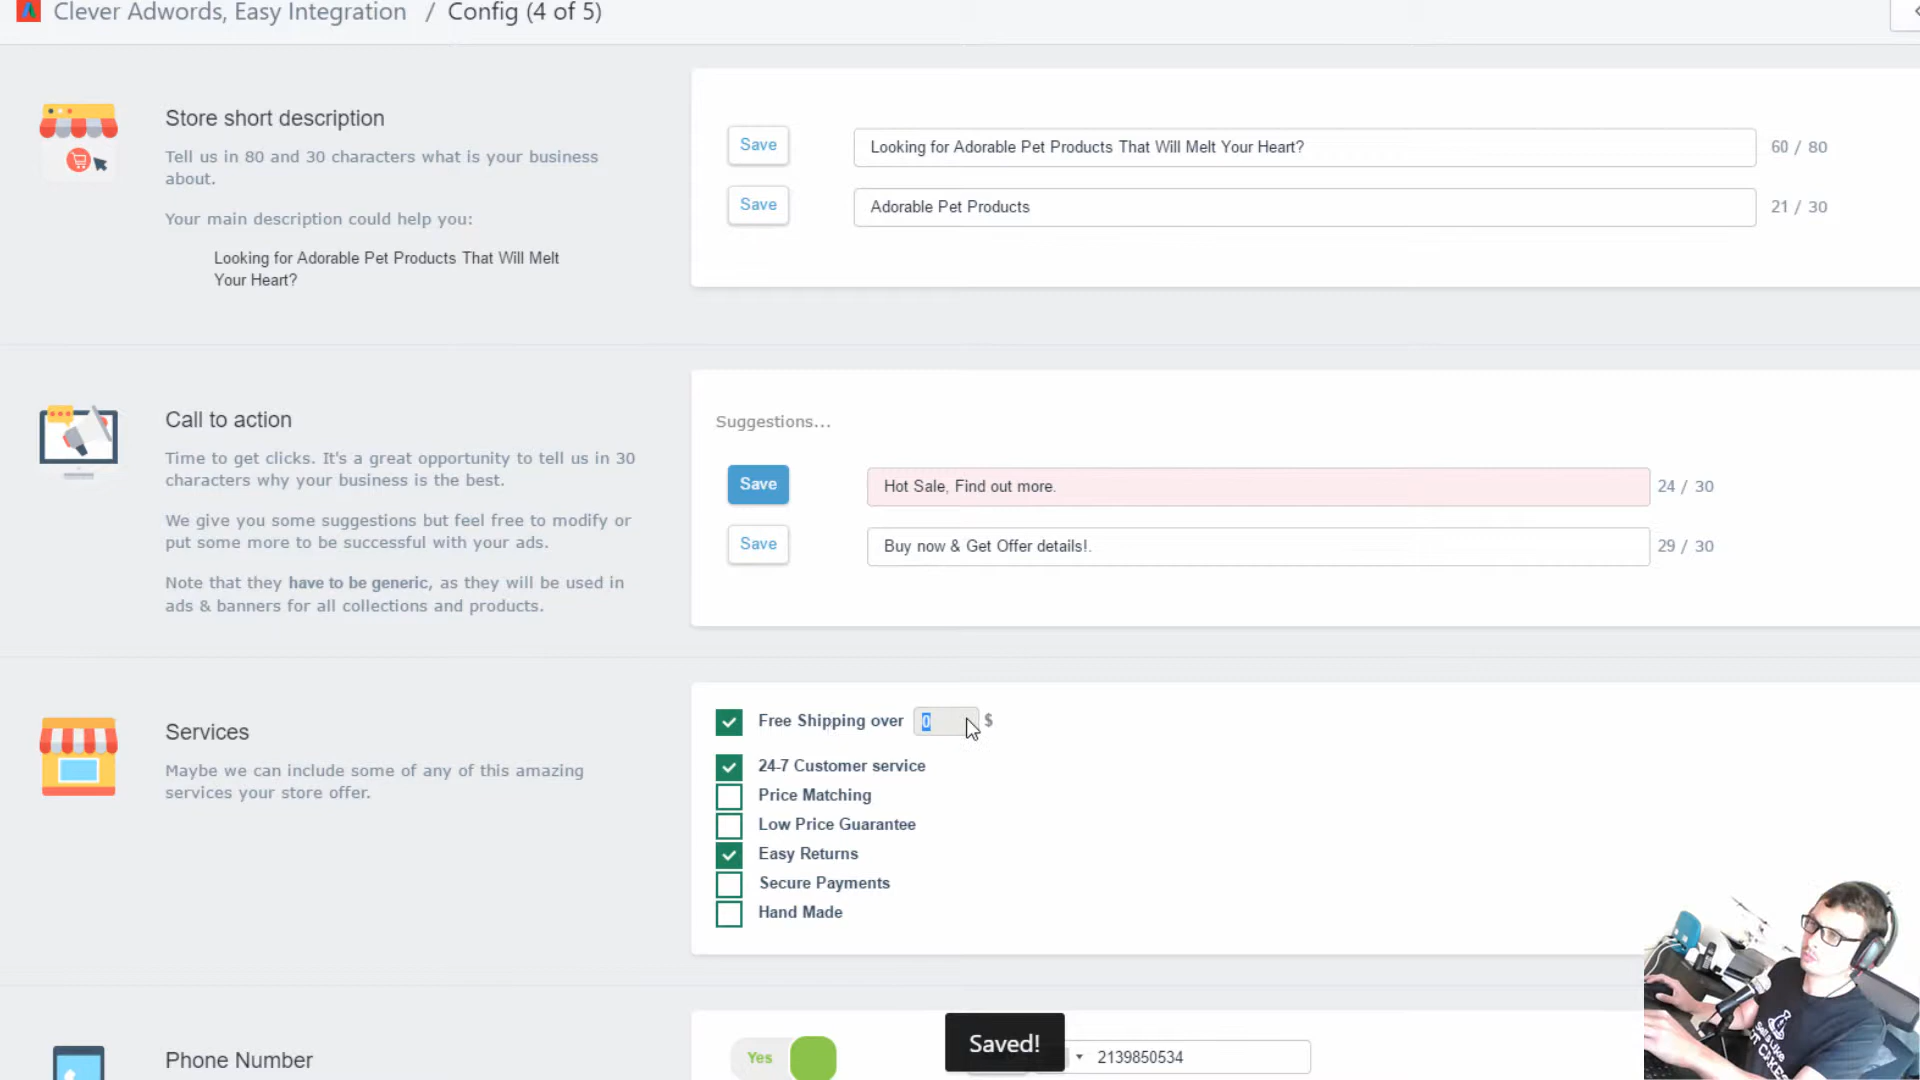 Clever Adwords, Easy Integration / Config (4 of 5)
Store short description
Tell us in 80 and 30 characters what is your business
about.
Your main description could help you:
Looking for Adorable Pet Products That Will Melt
Your Heart?
Save Looking for Adorable Pet Products That Will Melt Your Heart? 60 / 80
Save Adorable Pet Products 21 / 30
Call to action
Time to get clicks. It's a great opportunity to tell us in 30
characters why your business is the best.
We give you some suggestions but feel free to modify or
put some more to be successful with your ads.
Note that they have to be generic, as they will be used in
ads & banners for all collections and products.
Suggestions...
Save Hot Sale, Find out more. 24 / 30
Save Buy now & Get Offer details!. 29 / 30
Services
Maybe we can include some of any of this amazing
services your store offer.
Free Shipping over 0 $
24-7 Customer service
Price Matching
Low Price Guarantee
Easy Returns
Secure Payments
Hand Made
Phone Number
Yes
Saved!
2139850534